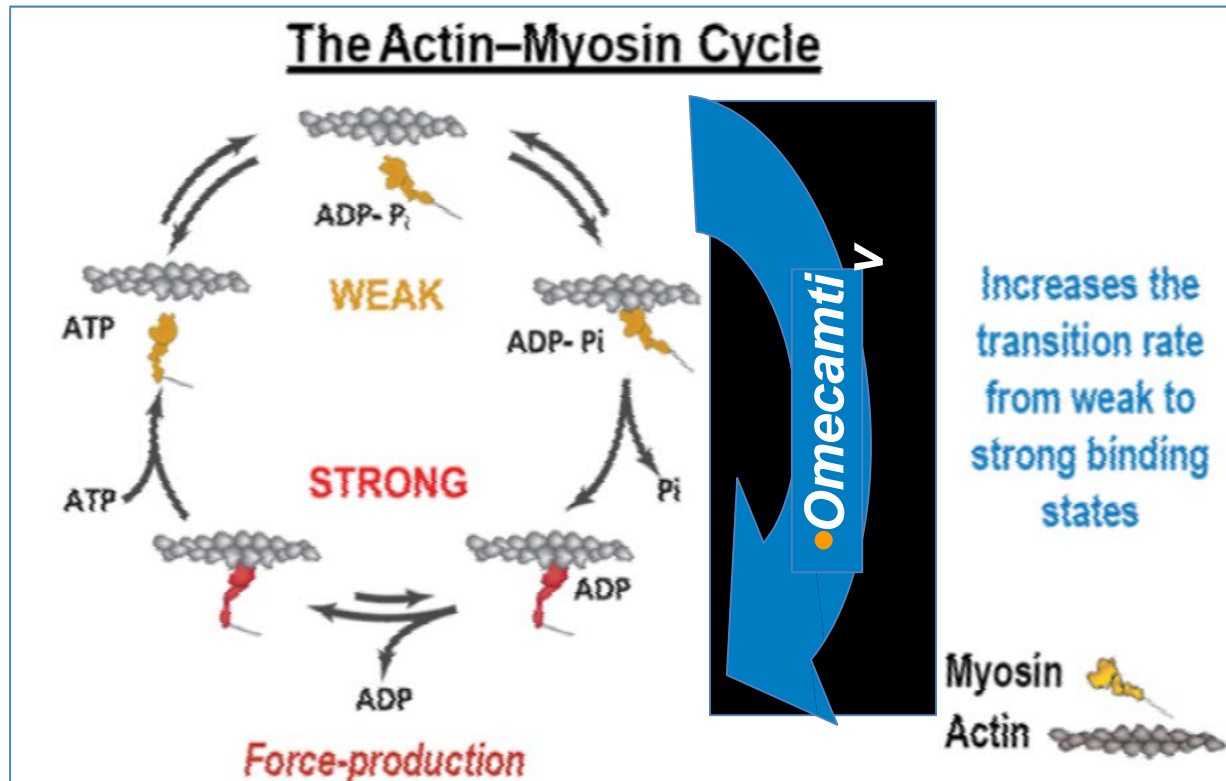 The Actin–Myosin Cycle
ADP- Pi
WEAK
ATP
ADP- Pi
STRONG
ATP
Pi
ADP
ADP
Force-production
•Omecamti
v
Increases the
transition rate
from weak to
strong binding
states
Myosin
Actin